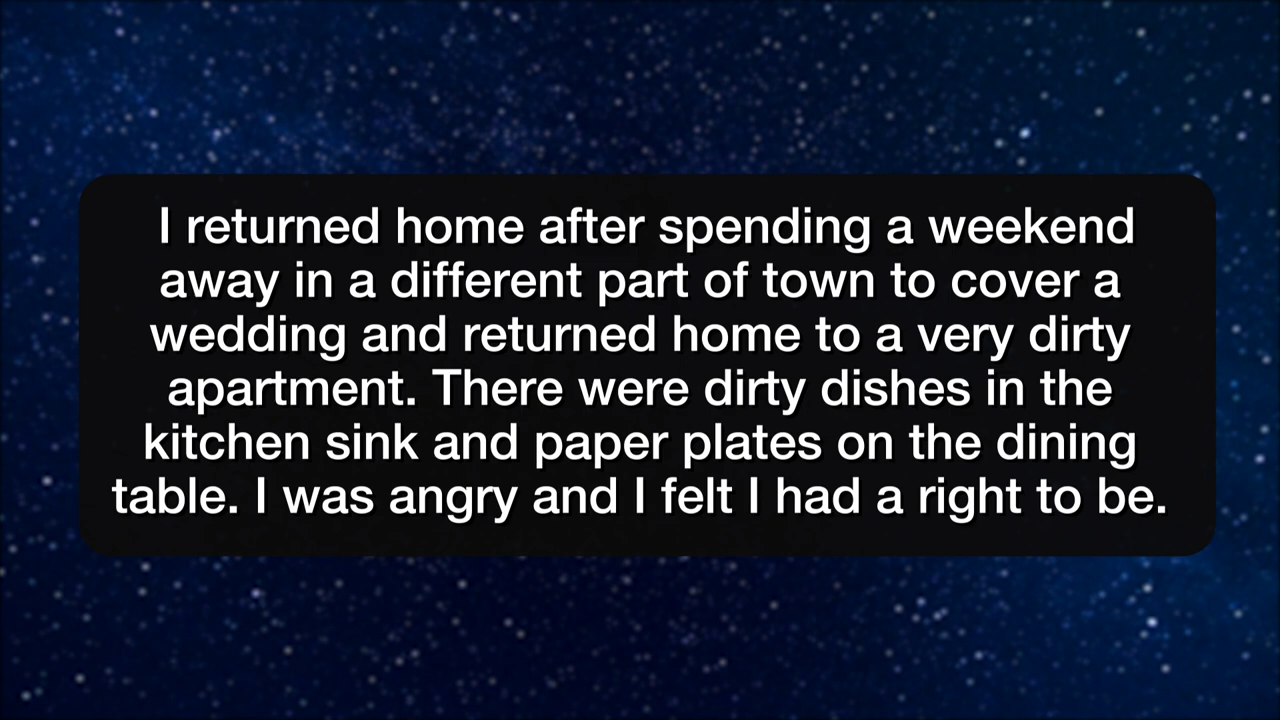 I returned home after spending a weekend
away in a different part of town to cover a
wedding and returned home to a very dirty
apartment. There were dirty dishes in the
kitchen sink and paper plates on the dining
table. I was angry and I felt I had a right to be.